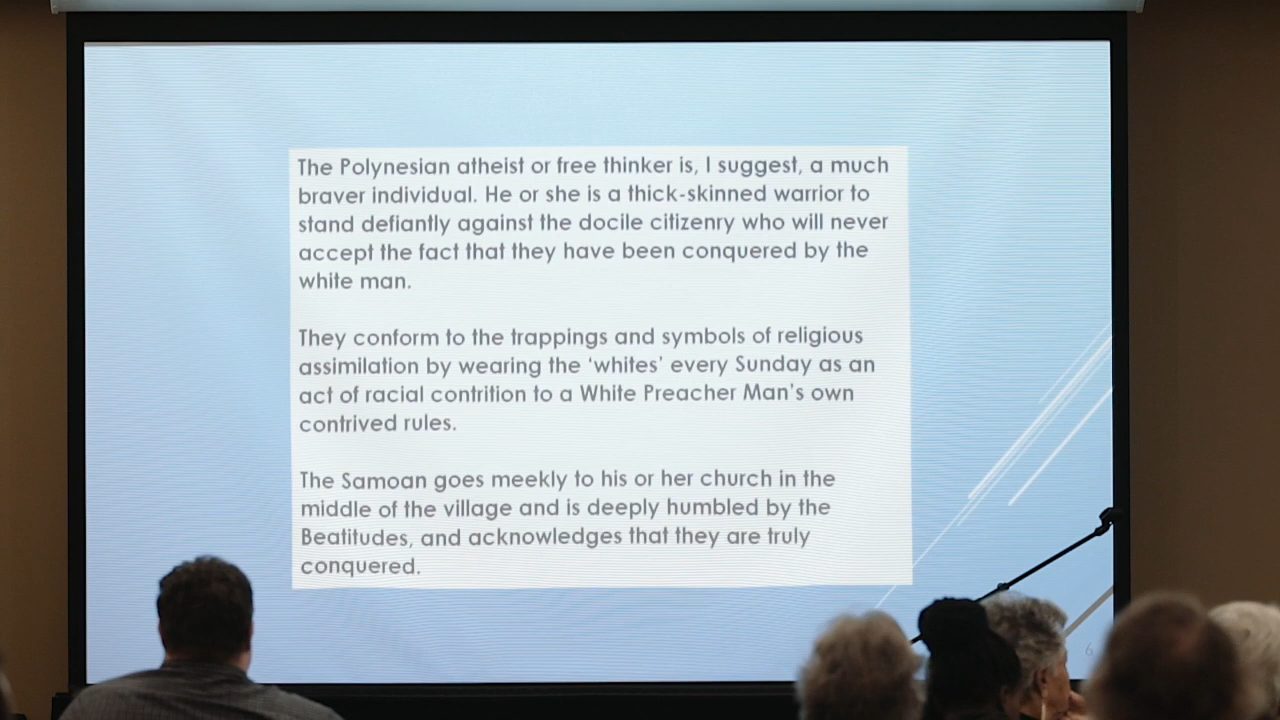 The Polynesian atheist or free thinker is, I suggest, a much
braver individual. He or she is a thick-skinned warrior to
stand defiantly against the docile citizenry who will never
accept the fact that they have been conquered by the
white man.
They conform to the trappings and symbols of religious
assimilation by wearing the ‘whites’ every Sunday as an
act of racial contrition to a White Preacher Man’s own
contrived rules.
The Samoan goes meekly to his or her church in the
middle of the village and is deeply humbled by the
Beatitudes, and acknowledges that they are truly
conquered.
6